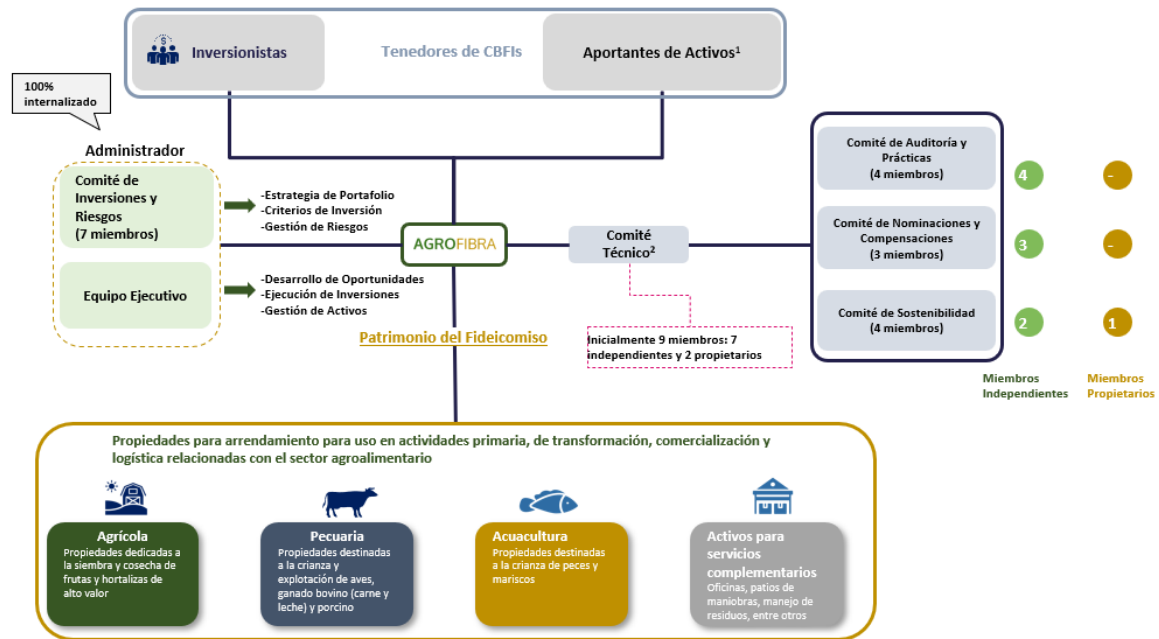 Inversionistas
Tenedores de CBFIs
Aportantes de Activos¹
100%
internalizado
Administrador
Comité de
Inversiones y
Riesgos
(7 miembros)
-Estrategia de Portafolio
-Criterios de Inversión
-Gestión de Riesgos
Equipo Ejecutivo
-Desarrollo de Oportunidades
-Ejecución de Inversiones
-Gestión de Activos
AGROFIBRA
Comité
Técnico²
Inicialmente 9 miembros: 7
independientes y 2 propietarios
Comité de Auditoría y
Prácticas
(4 miembros)
4
-
Comité de Nominaciones y
Compensaciones
(3 miembros)
3
-
Comité de Sostenibilidad
(4 miembros)
2
1
Miembros
Independientes
Miembros
Propietarios
Patrimonio del Fideicomiso
Propiedades para arrendamiento para uso en actividades primaria, de transformación, comercialización y
logística relacionadas con el sector agroalimentario
Agrícola
Propiedades dedicadas a
la siembra y cosecha de
frutas y hortalizas de
alto valor
Pecuaria
Propiedades destinadas
a la crianza y
explotación de aves,
ganado bovino (carne y
leche) y porcino
Acuacultura
Propiedades destinadas
a la crianza de peces y
mariscos
Activos para
servicios
complementarios
Oficinas, patios de
maniobras, manejo de
residuos, entre otros